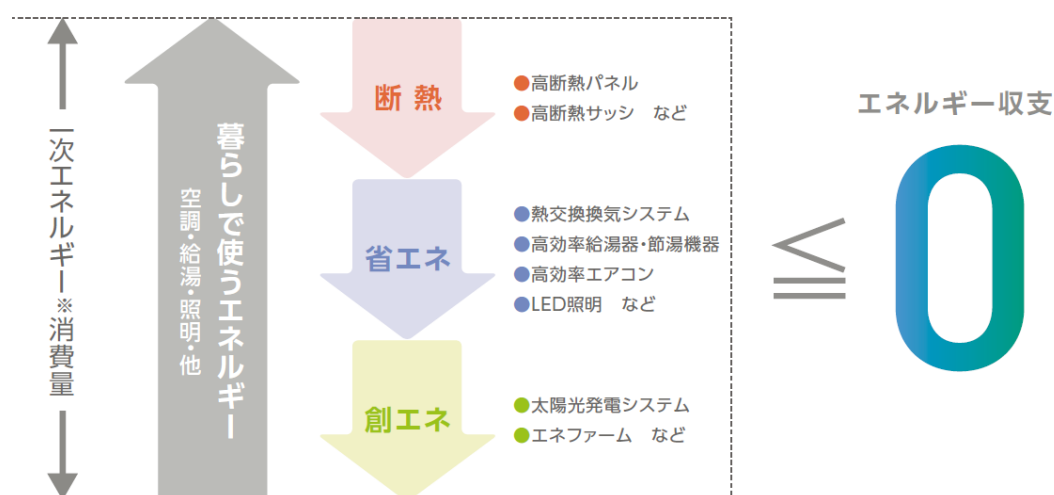 一次エネルギー※消費量
暮らしで使うエネルギー
空調・給湯・照明・他
断熱
●高断熱パネル
●高断熱サッシ　など
省エネ
●熱交換換気システム
●高効率給湯器・節湯機器
●高効率エアコン
●LED照明　など
創エネ
●太陽光発電システム
●エネファーム　など
≦
エネルギー収支
0